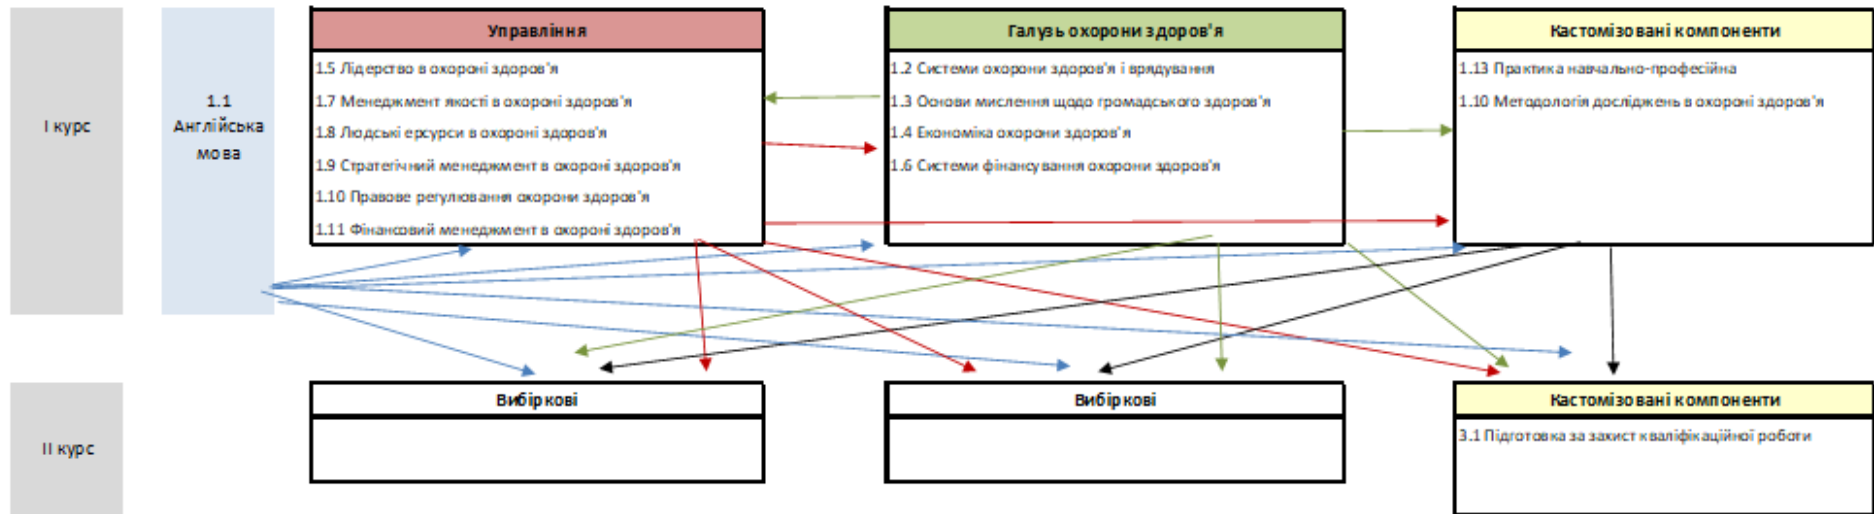 І курс
1.1
Англійська
мова
Управління
1.5 Лідерство в охороні здоров'я
1.7 Менеджмент якості в охороні здоров'я
1.8 Людські ерсурси в охороні здоров'я
1.9 Стратегічний менеджмент в охороні здоров'я
1.10 Правове регулювання охорони здоров'я
1.11 Фінансовий менеджмент в охороні здоров'я
Галузь охорони здоров'я
1.2 Системи охорони здоров'я і врядування
1.3 Основи мислення щодо громадського здоров'я
1.4 Економіка охорони здоров'я
1.6 Системи фінансування охорони здоров'я
Кастомізовані компоненти
1.13 Практика навчально-професійна
1.10 Методологія досліджень в охороні здоров'я
ІІ курс
Вибіркові
Вибіркові
Кастомізовані компоненти
3.1 Підготовка за захист кваліфікаційної роботи